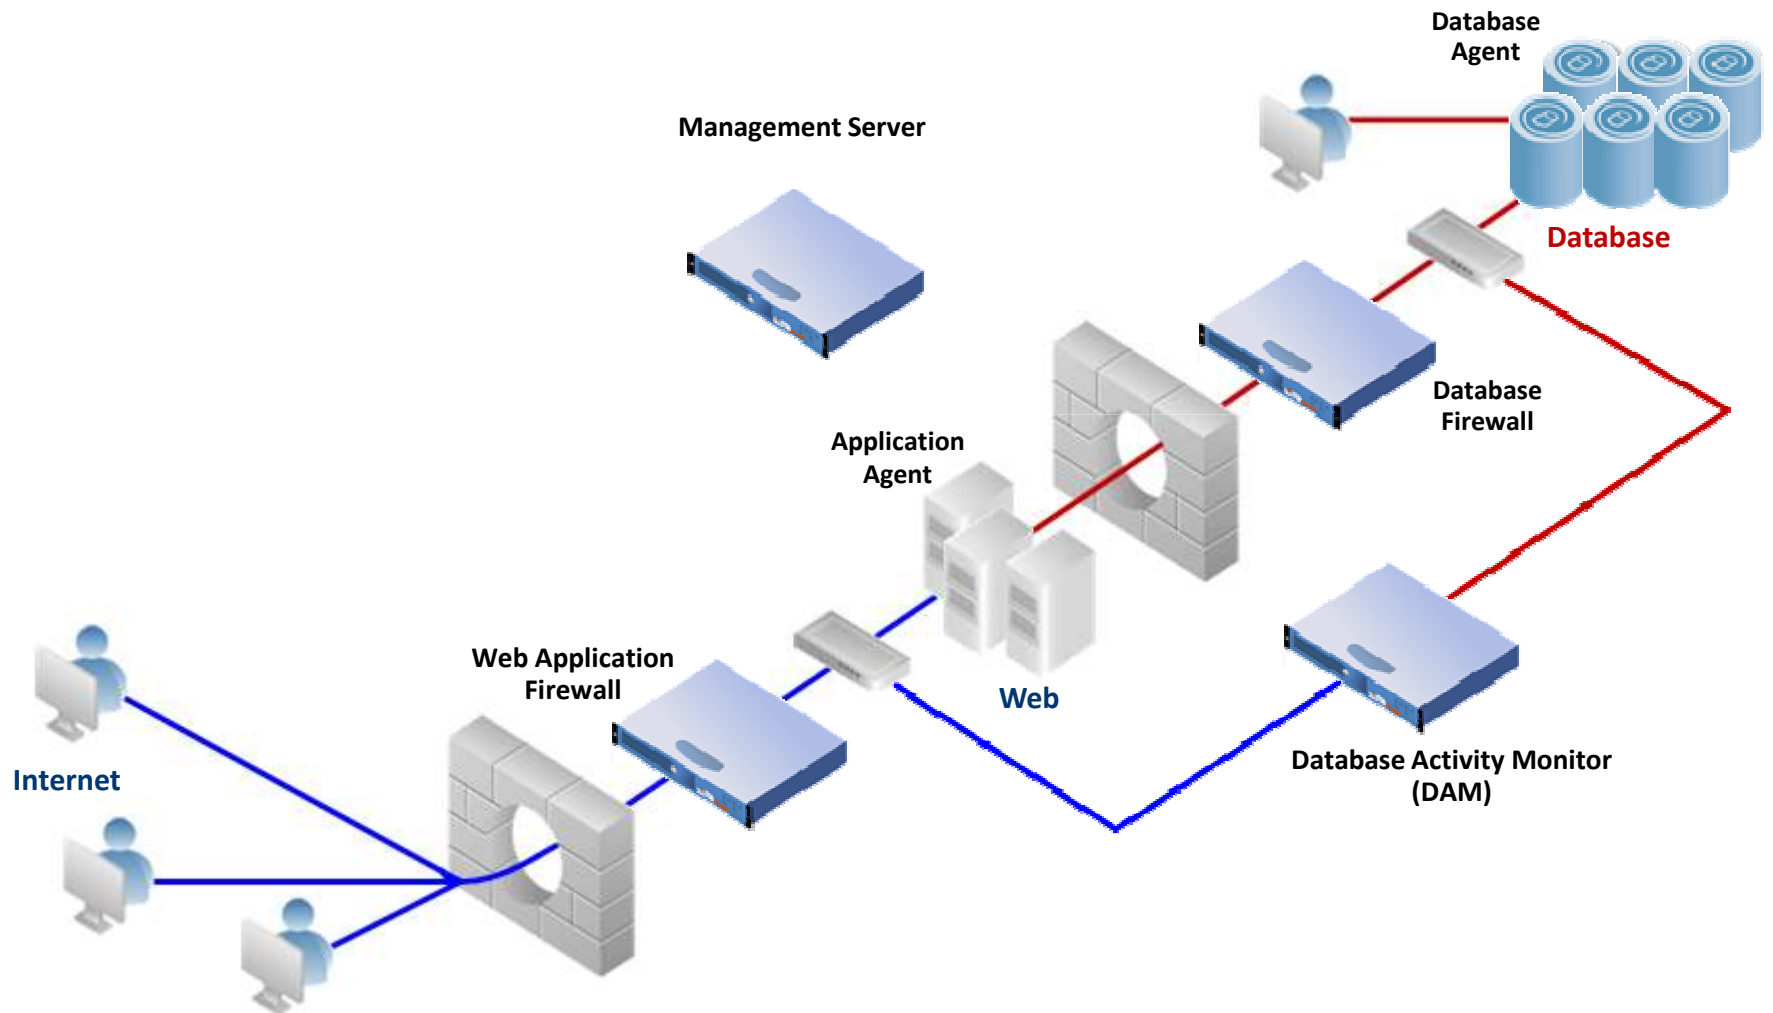 Database
Agent
Management Server
Database
Database
Firewall
Application
Agent
Web Application
Firewall
Web
Internet
Database Activity Monitor
(DAM)